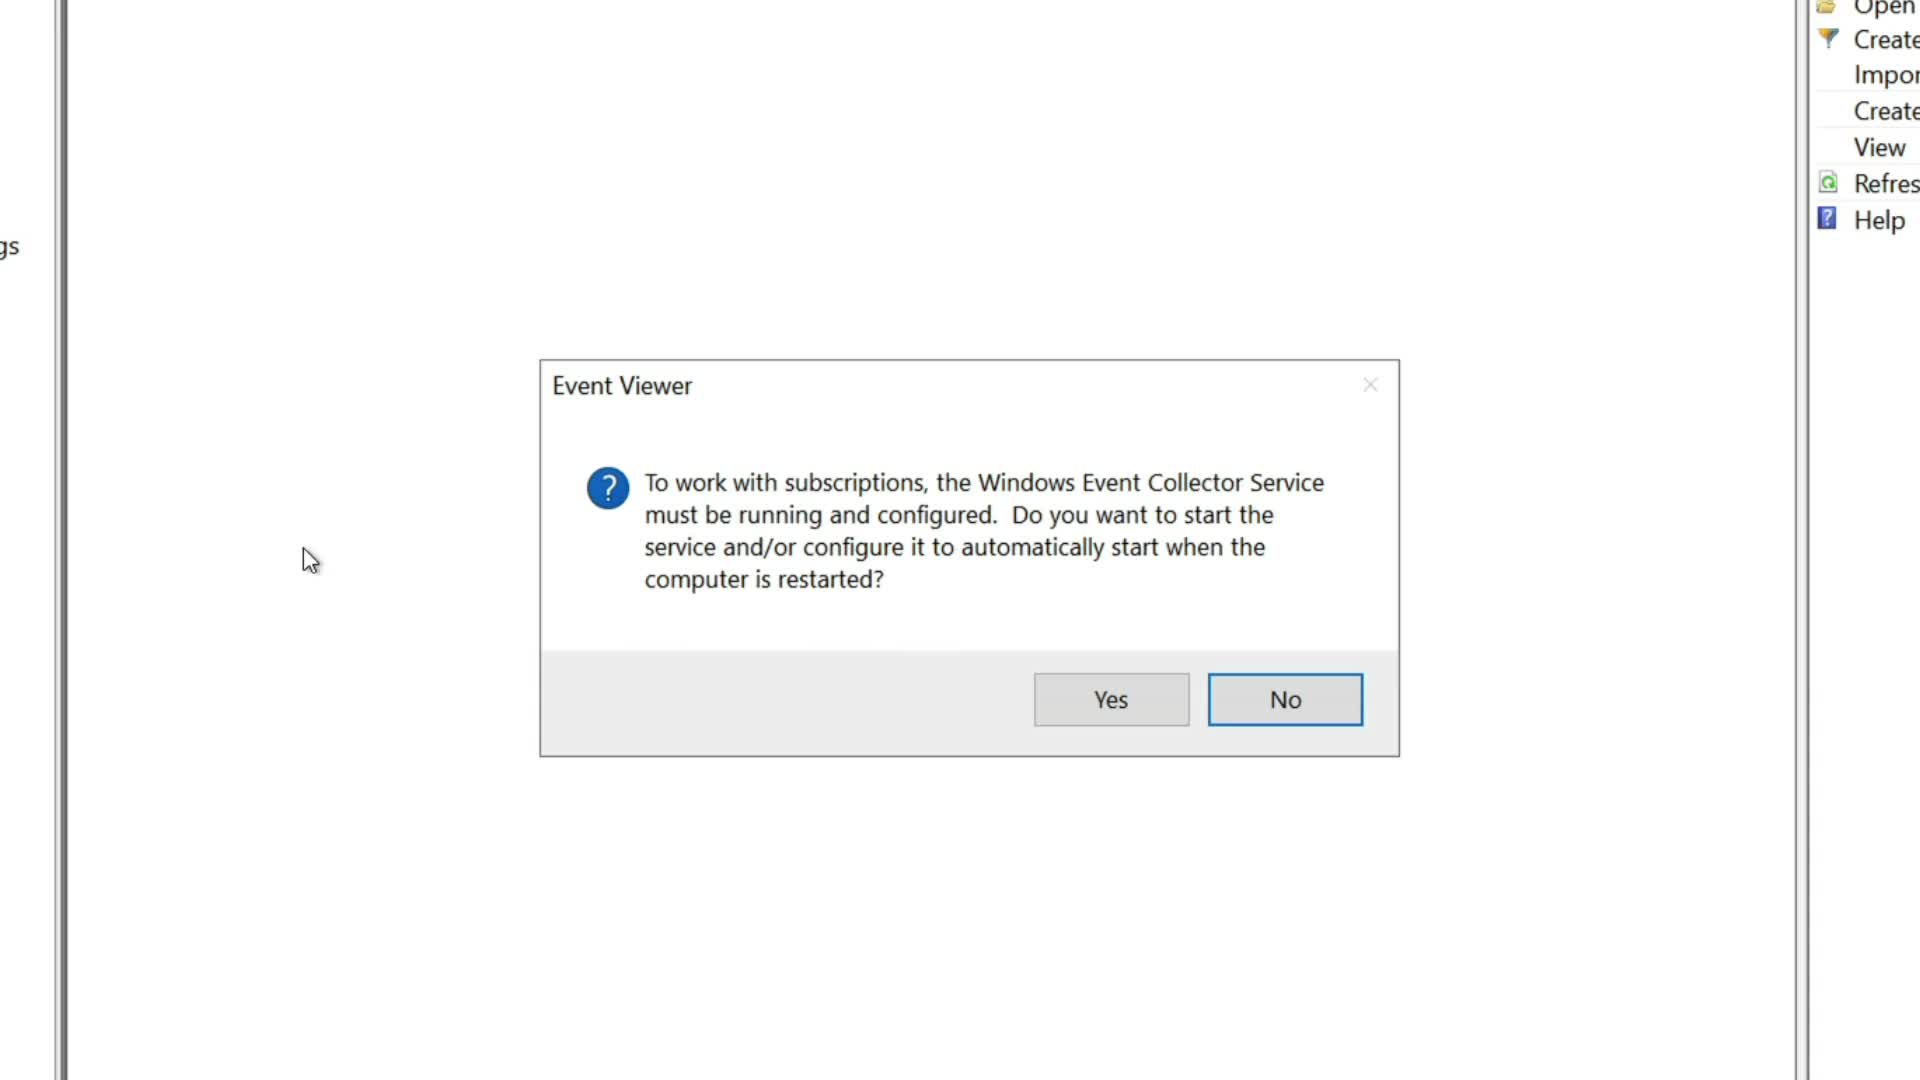 Open
Create
Impor
Create
View
Refres
Help
gs
Event Viewer
To work with subscriptions, the Windows Event Collector Service
must be running and configured.  Do you want to start the
service and/or configure it to automatically start when the
computer is restarted?
Yes
No